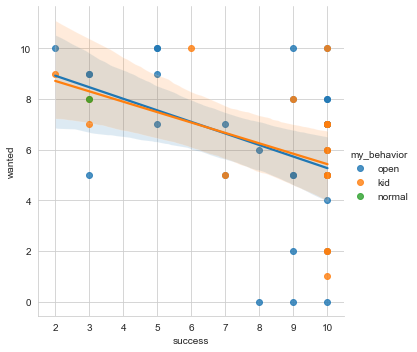 10
8
6
4
2
0
wanted
2 3 4 5 6 7 8 9 10
success
my_behavior
open
kid
normal